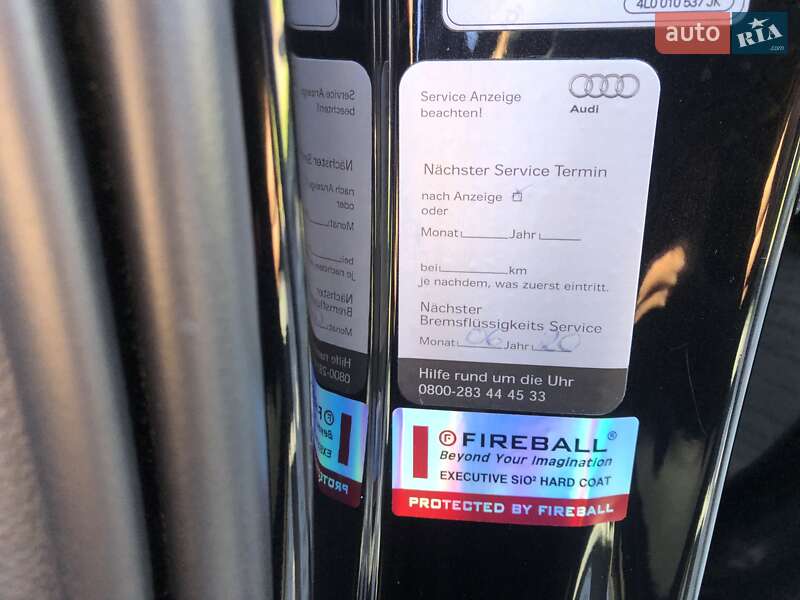 4L0 010 537 JK
auto RIA .com
Service Anzeige
beachten!
Audi
Nächster Service Termin
nach Anzeige
oder
Monat Jahr
bei km
je nachdem, was zuerst eintritt.
Nächster
Bremsflüssigkeits Service
Monat 06 Jahr 20
Hilfe rund um die Uhr
0800-283 44 45 33
FIREBALL®
Beyond Your Imagination
EXECUTIVE SiO² HARD COAT
PROTECTED BY FIREBALL